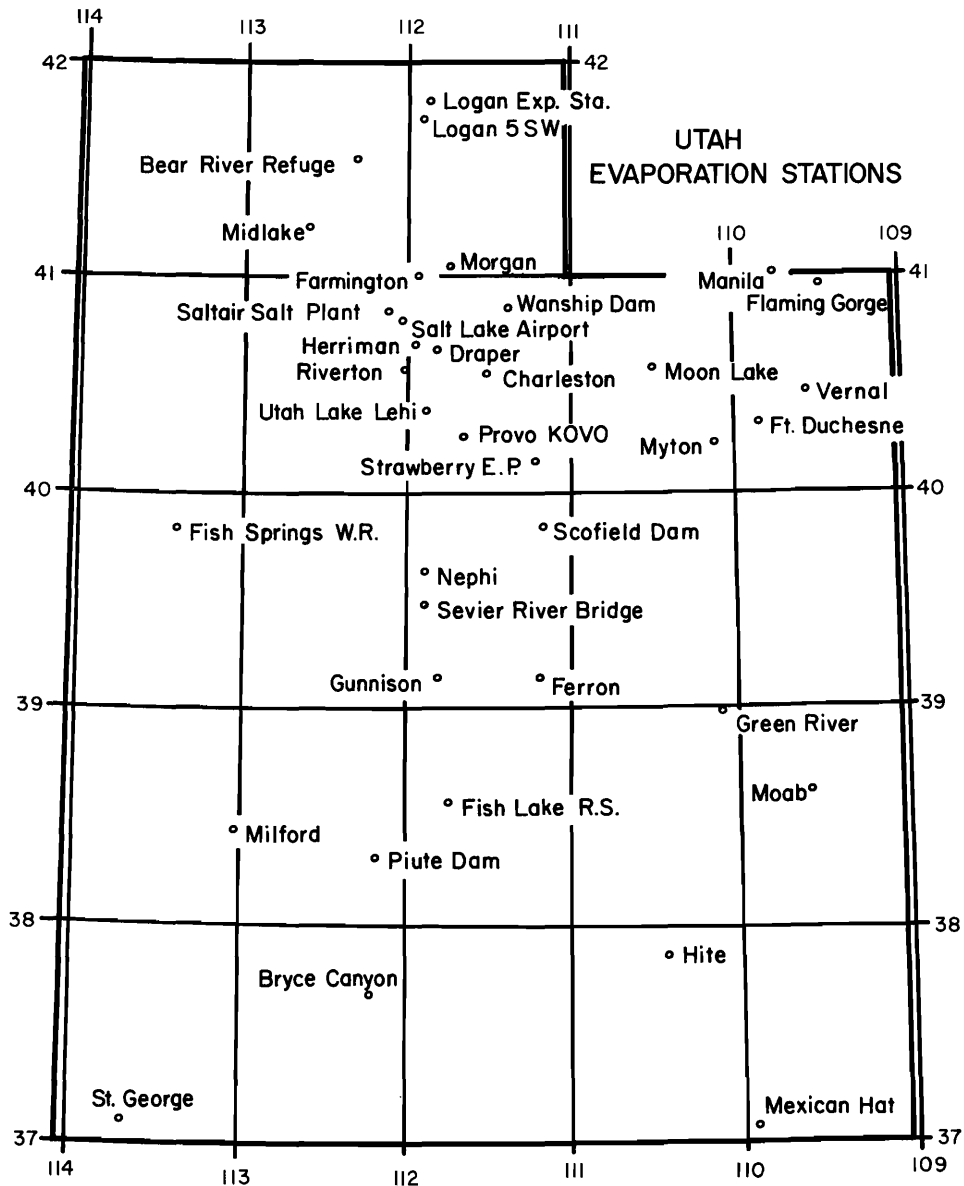 114
113
112
111
42
42
Logan Exp. Sta.
Logan 5 SW
UTAH
EVAPORATION STATIONS
Bear River Refuge
Midlake
110
109
Morgan
41
41
Farmington
Manila
Saltair Salt Plant
Wanship Dam
Flaming Gorge
Salt Lake Airport
Herriman
Draper
Riverton
Charleston
Moon Lake
Vernal
Utah Lake Lehi
Provo KOVO
Ft. Duchesne
Myton
Strawberry E.P.
40
40
Fish Springs W.R.
Scofield Dam
Nephi
Sevier River Bridge
Gunnison
Ferron
39
39
Green River
Moab
Fish Lake R.S.
Milford
Piute Dam
38
38
Hite
Bryce Canyon
St. George
Mexican Hat
37
37
114
113
112
111
110
109